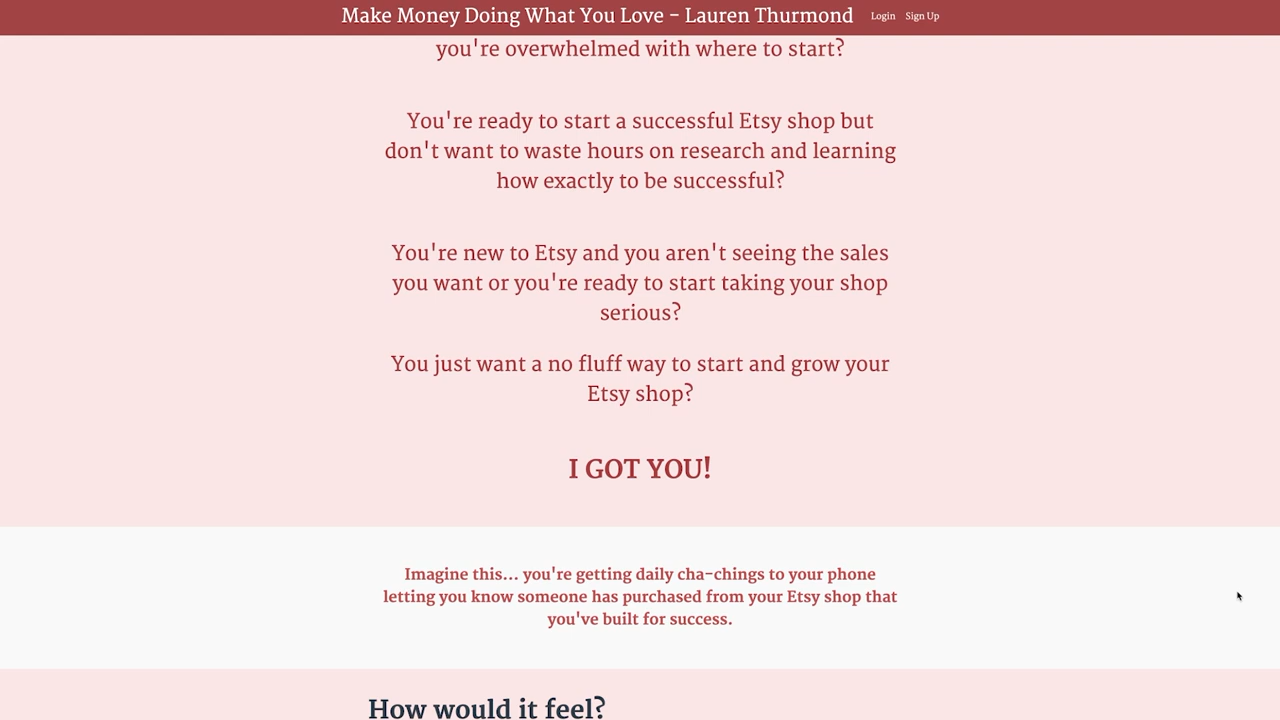 Make Money Doing What You Love - Lauren Thurmond
Login Sign Up
you're overwhelmed with where to start?
You're ready to start a successful Etsy shop but
don't want to waste hours on research and learning
how exactly to be successful?
You're new to Etsy and you aren't seeing the sales
you want or you're ready to start taking your shop
serious?
You just want a no fluff way to start and grow your
Etsy shop?
I GOT YOU!
Imagine this... you're getting daily cha-chings to your phone
letting you know someone has purchased from your Etsy shop that
you've built for success.
How would it feel?